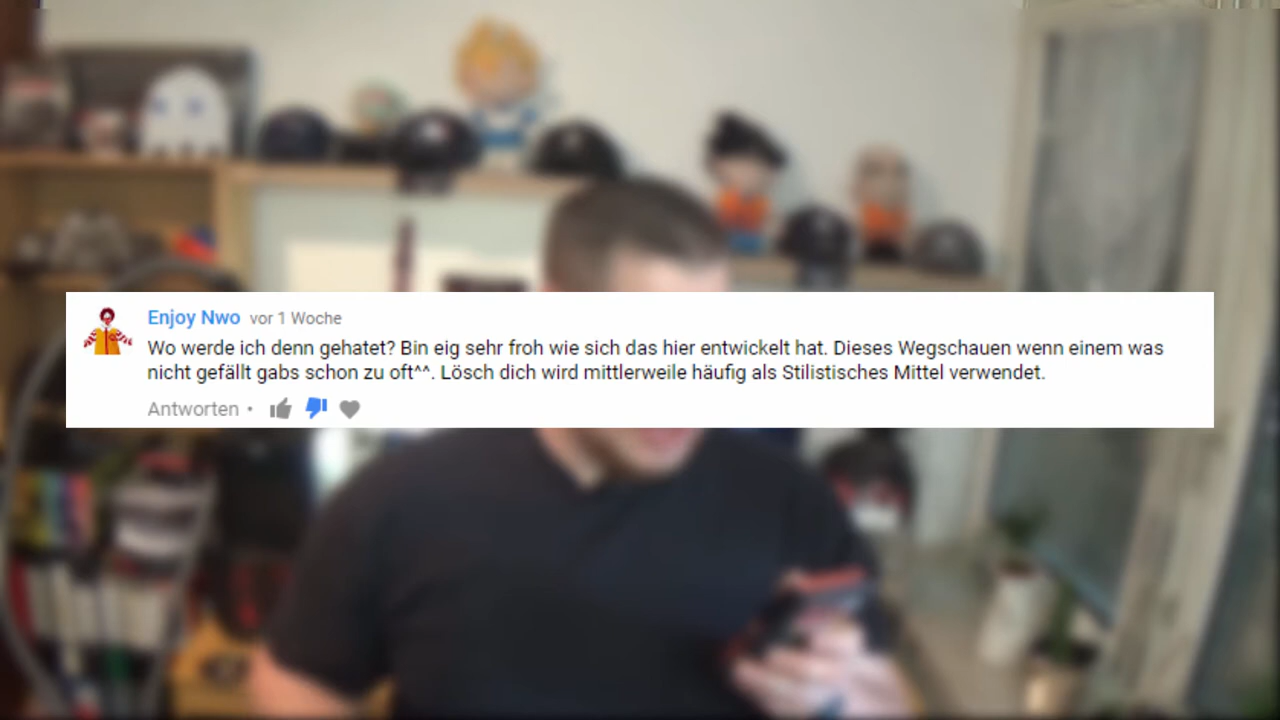 Enjoy Nwo vor 1 Woche
Wo werde ich denn gehatet? Bin eig sehr froh wie sich das hier entwickelt hat. Dieses Wegschauen wenn einem was
nicht gefällt gabs schon zu oft^^. Lösch dich wird mittlerweile häufig als Stilistisches Mittel verwendet.
Antworten •